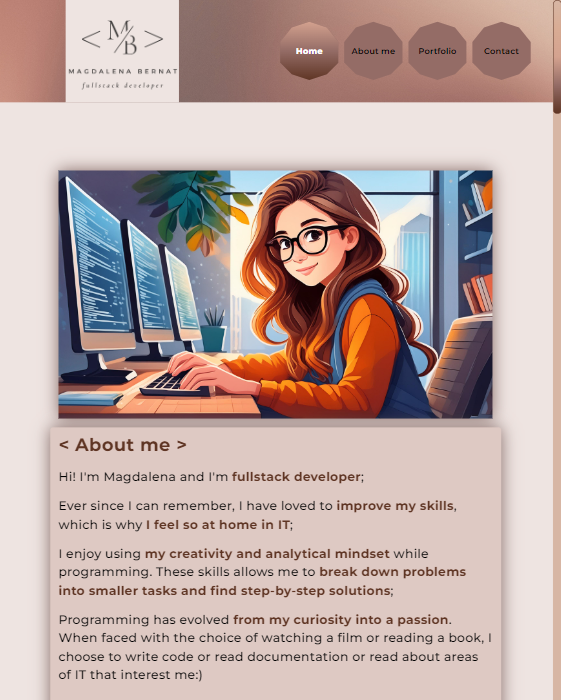 < M/B >
MAGDALENA BERNAT
fullstack developer
Home
About me
Portfolio
Contact
< About me >
Hi! I'm Magdalena and I'm fullstack developer;
Ever since I can remember, I have loved to improve my skills,
which is why I feel so at home in IT;
I enjoy using my creativity and analytical mindset while
programming. These skills allows me to break down problems
into smaller tasks and find step-by-step solutions;
Programming has evolved from my curiosity into a passion.
When faced with the choice of watching a film or reading a book, I
choose to write code or read documentation or read about areas
of IT that interest me:)